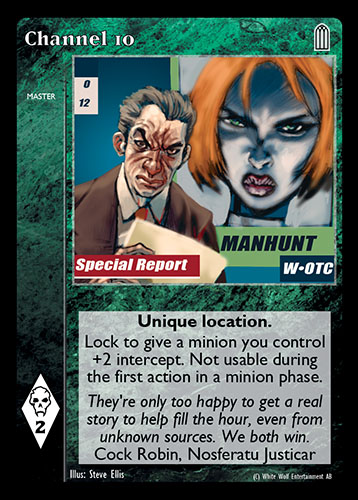 Channel 10
MASTER
0
12
MANHUNT
Special Report
W•OTC
Unique location.
Lock to give a minion you control
+2 intercept. Not usable during
the first action in a minion phase.
They're only too happy to get a real
story to help fill the hour, even from
unknown sources. We both win.
Cock Robin, Nosferatu Justicar
2
Illus: Steve Ellis
(C) White Wolf Entertainment AB